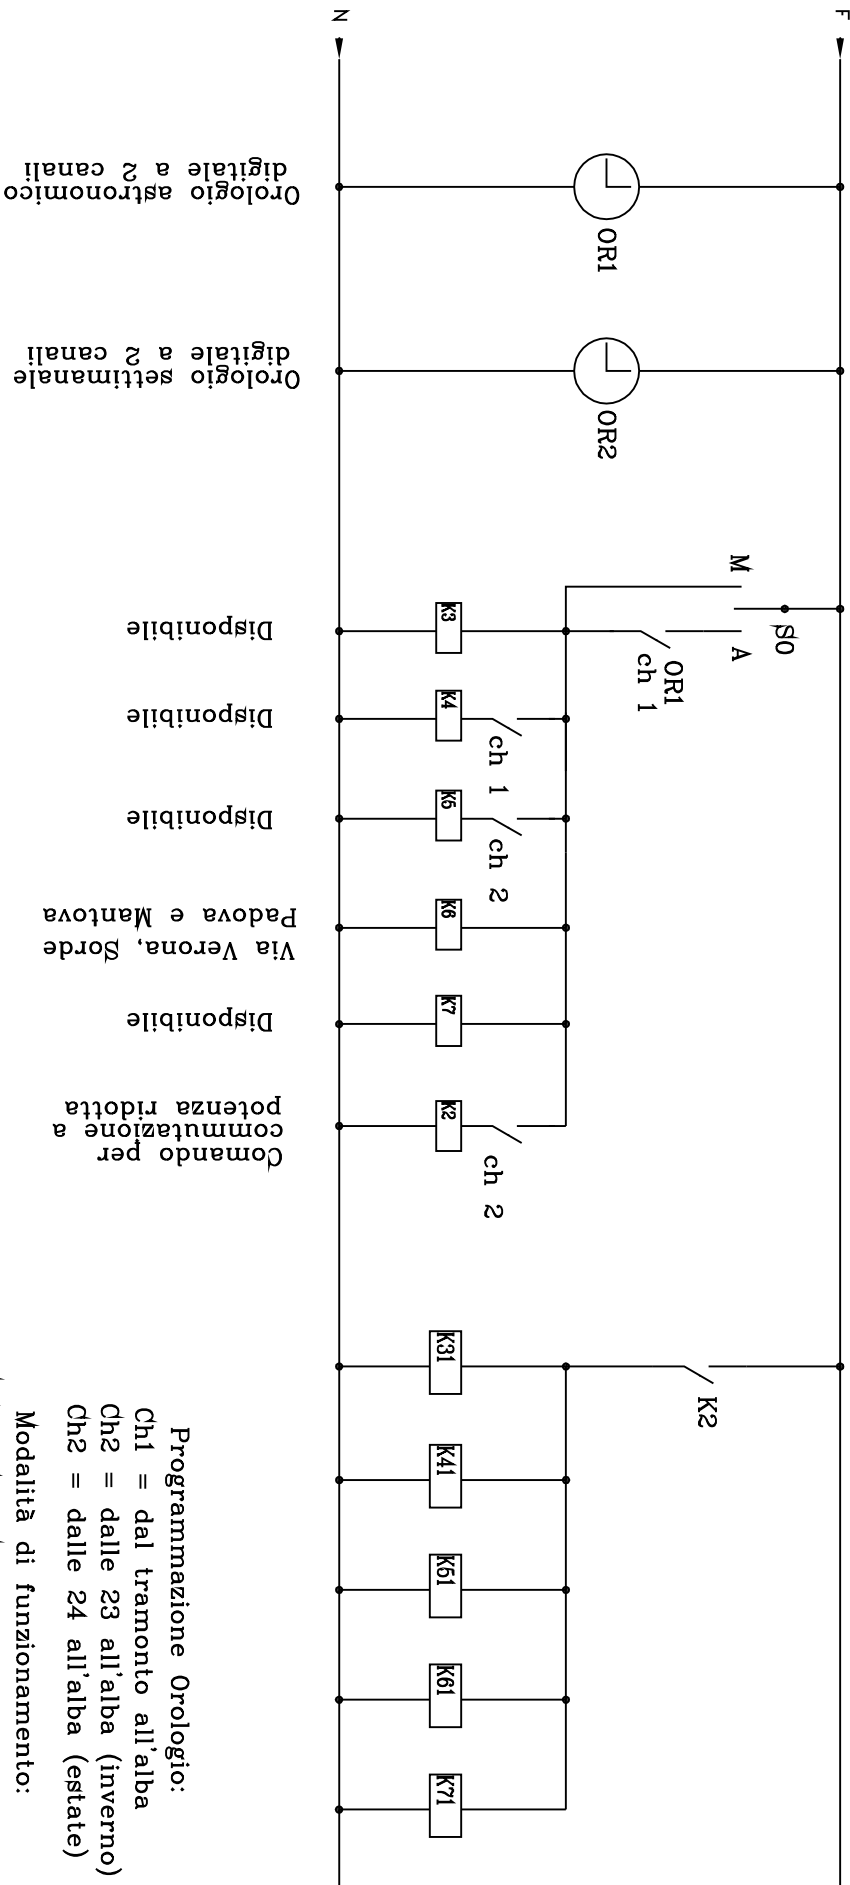 F
N
OR1
Orologio astronomico
digitale a 2 canali
OR2
Orologio settimanale
digitale a 2 canali
M
S0
A
OR1
ch 1
K3
Disponibile
K4
ch 1
Disponibile
K5
ch 2
Disponibile
K6
Via Verona, Sorde
Padova e Mantova
K7
Disponibile
K2
ch 2
Comando per
commutazione a
potenza ridotta
K2
K31
K41
K51
K61
K71
Programmazione Orologio:
Ch1 = dal tramonto all'alba
Ch2 = dalle 23 all'alba (inverno)
Ch2 = dalle 24 all'alba (estate)
Modalità di funzionamento: